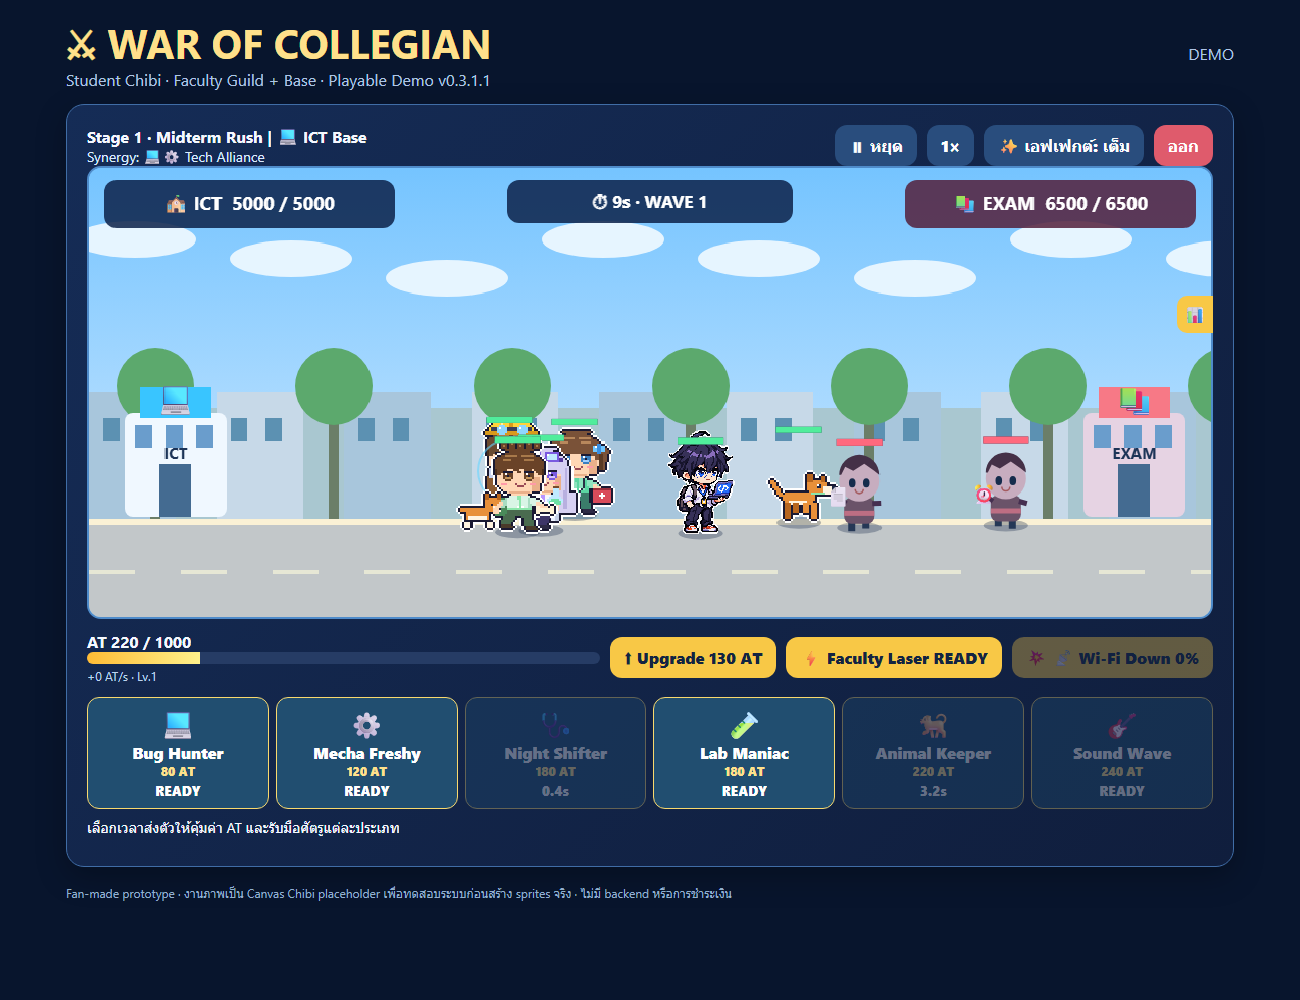 ⚔ WAR OF COLLEGIAN
Student Chibi · Faculty Guild + Base · Playable Demo v0.3.1.1
DEMO
Stage 1 · Midterm Rush | 💻 ICT Base
Synergy: 💻 ⚙️ Tech Alliance
⏸ หยุด
1×
✨ เอฟเฟกต์: เต็ม
ออก
🏫 ICT 5000 / 5000
⏱ 9s · WAVE 1
📚 EXAM 6500 / 6500
ICT
EXAM
AT 220 / 1000
+0 AT/s · Lv.1
⬆ Upgrade 130 AT
⚡ Faculty Laser READY
Wi-Fi Down 0%
Bug Hunter
80 AT
READY
Mecha Freshy
120 AT
READY
Night Shifter
180 AT
0.4s
Lab Maniac
180 AT
READY
Animal Keeper
220 AT
3.2s
Sound Wave
240 AT
READY
เลือกเวลาส่งตัวให้คุ้มค่า AT และรับมือศัตรูแต่ละประเภท
Fan-made prototype · งานภาพเป็น Canvas Chibi placeholder เพื่อทดสอบระบบก่อนสร้าง sprites จริง · ไม่มี backend หรือการชำระเงิน